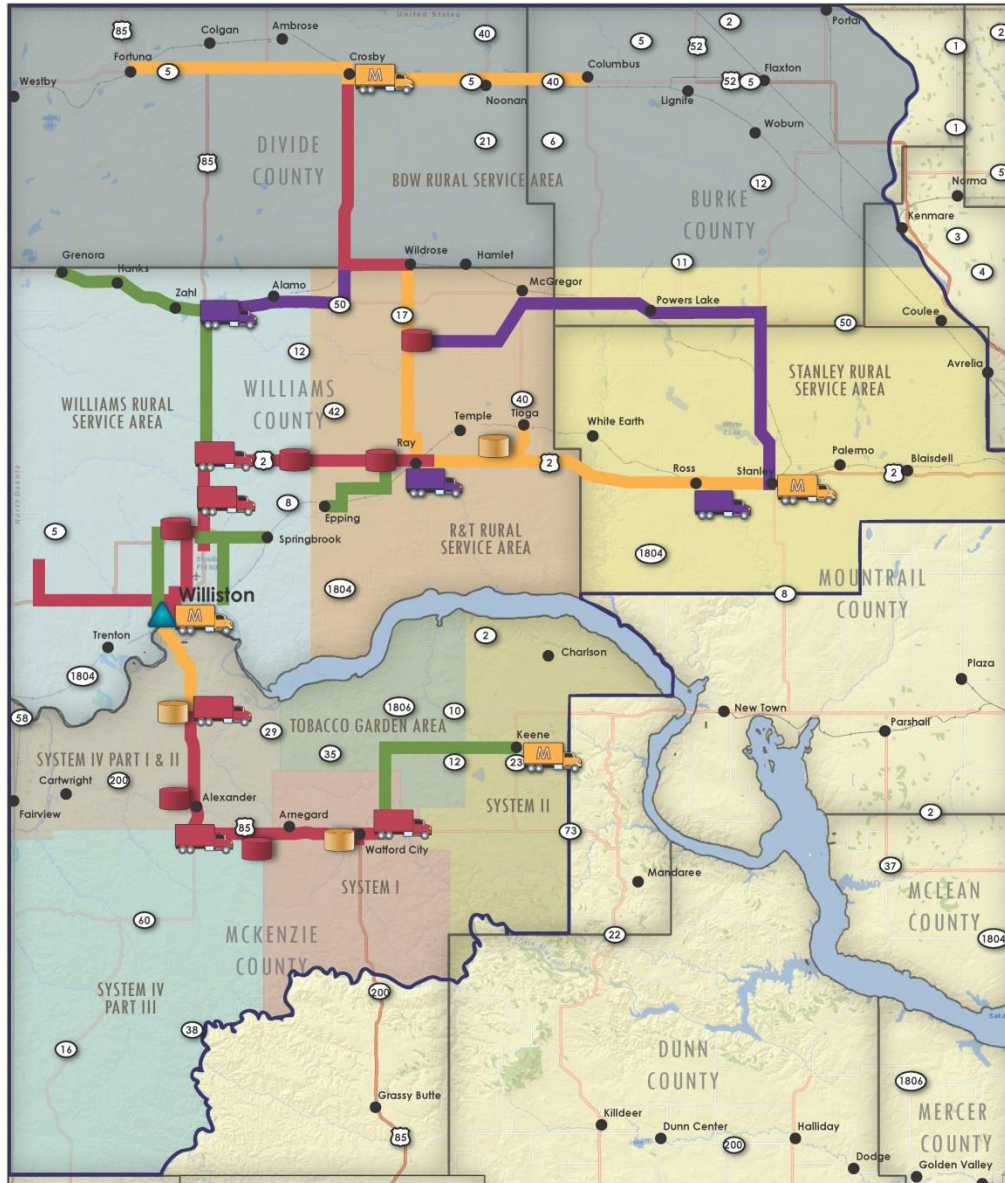 United States
85
Colgan
Ambrose
40
5
2
52
Portal
1
Westby
Fortuna
5
Crosby
M
5
Noonan
40
Columbus
Lignite
52
5
Flaxton
Woburn
1
DIVIDE
COUNTY
85
21
6
BDW RURAL SERVICE AREA
12
BURKE
COUNTY
Norma
5
Kenmare
3
4
Grenora
Hanks
Zahl
Alamo
50
Wildrose
Hamlet
McGregor
11
Powers Lake
17
50
Coulee
Avrelia
12
WILLIAMS
COUNTY
WILLIAMS RURAL
SERVICE AREA
42
40
Temple
Tioga
White Earth
STANLEY RURAL
SERVICE AREA
2
Ray
2
Ross
Stanley
M
Palermo
2
Blaisdell
North Dakota
8
Epping
5
Springbrook
R&T RURAL
SERVICE AREA
1804
1804
8
MOUNTRAIL
COUNTY
Williston
M
Trenton
1804
2
Charlson
Plaza
58
29
TOBACCO GARDEN AREA
1806
10
35
New Town
Parshall
SYSTEM IV PART I & II
200
Cartwright
Fairview
Alexander
12
Keene
23
M
SYSTEM II
85
Arnegard
Watford City
73
2
37
MCLEAN
COUNTY
1804
SYSTEM I
Mandaree
60
MCKENZIE
COUNTY
22
SYSTEM IV
PART III
200
38
16
DUNN
COUNTY
1806
MERCER
COUNTY
Grassy Butte
85
Killdeer
Dunn Center
200
Halliday
Dodge
Golden Valley